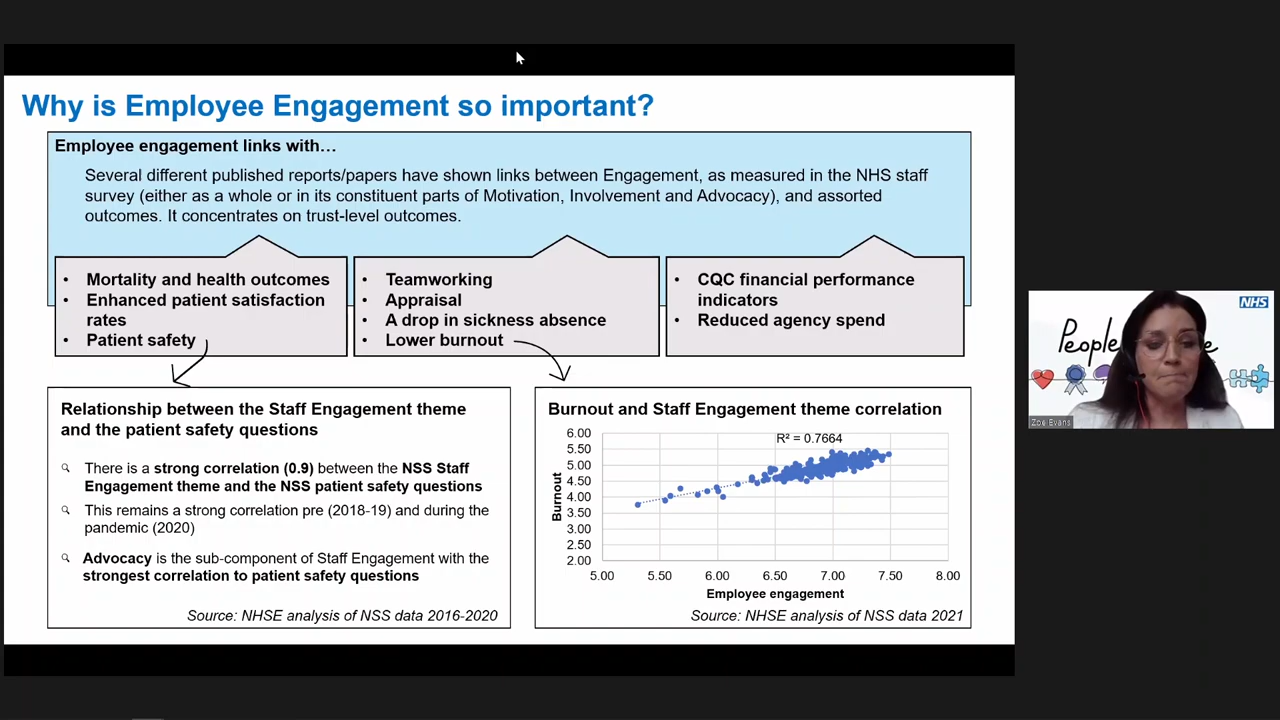 Why is Employee Engagement so important?
Employee engagement links with…
Several different published reports/papers have shown links between Engagement, as measured in the NHS staff
survey (either as a whole or in its constituent parts of Motivation, Involvement and Advocacy), and assorted
outcomes. It concentrates on trust-level outcomes.
• Mortality and health outcomes
• Enhanced patient satisfaction
rates
• Patient safety
• Teamworking
• Appraisal
• A drop in sickness absence
• Lower burnout
• CQC financial performance
indicators
• Reduced agency spend
Relationship between the Staff Engagement theme
and the patient safety questions
There is a strong correlation (0.9) between the NSS Staff
Engagement theme and the NSS patient safety questions
This remains a strong correlation pre (2018-19) and during the
pandemic (2020)
Advocacy is the sub-component of Staff Engagement with the
strongest correlation to patient safety questions
Source: NHSE analysis of NSS data 2016-2020
Burnout and Staff Engagement theme correlation
R² = 0.7664
6.00
5.50
5.00
4.50
4.00
3.50
3.00
2.50
2.00
Burnout
5.00 5.50 6.00 6.50 7.00 7.50 8.00
Employee engagement
Source: NHSE analysis of NSS data 2021
NHS
People
Zoe Evans